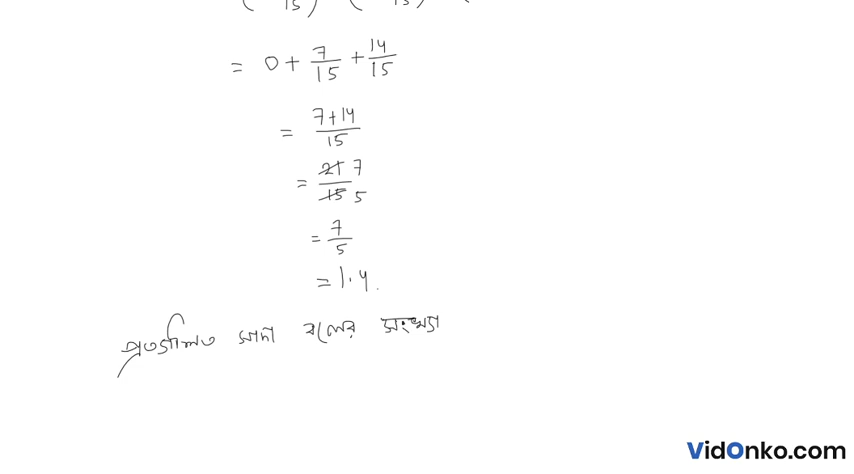 = 0 + 7/15 + 14/15
= (7+14)/15
= 21/15 7/5
= 7/5
= 1.4.
প্রত্যাশিত সাদা বলের সংখ্যা
VidOnko.com